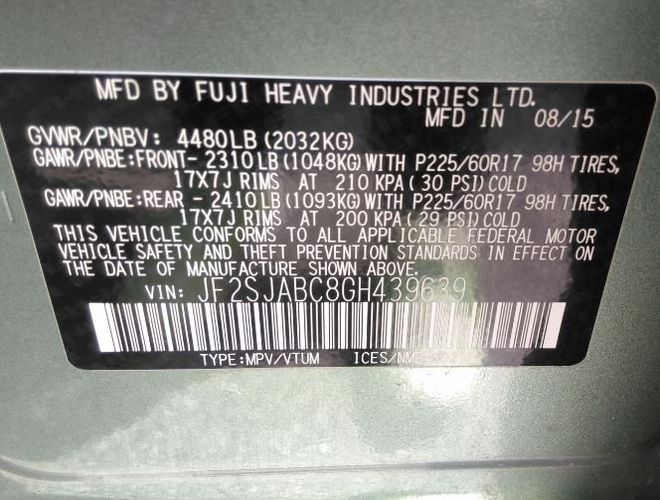 MFD BY FUJI HEAVY INDUSTRIES LTD.
MFD IN 08/15
GVWR/PNBV: 4480LB (2032KG)
GAWR/PNBE:FRONT- 2310LB (1048KG) WITH P225/60R17 98H TIRES,
17X7J RIMS AT 210 KPA (30 PSI) COLD
GAWR/PNBE:REAR - 2410LB (1093KG) WITH P225/60R17 98H TIRES,
17X7J RIMS AT 200 KPA (29 PSI) COLD
THIS VEHICLE CONFORMS TO ALL APPLICABLE FEDERAL MOTOR
VEHICLE SAFETY AND THEFT PREVENTION STANDARDS IN EFFECT ON
THE DATE OF MANUFACTURE SHOWN ABOVE.
VIN: JF2SJABC8GH439639
TYPE:MPV/VTUM ICES/NMB-002